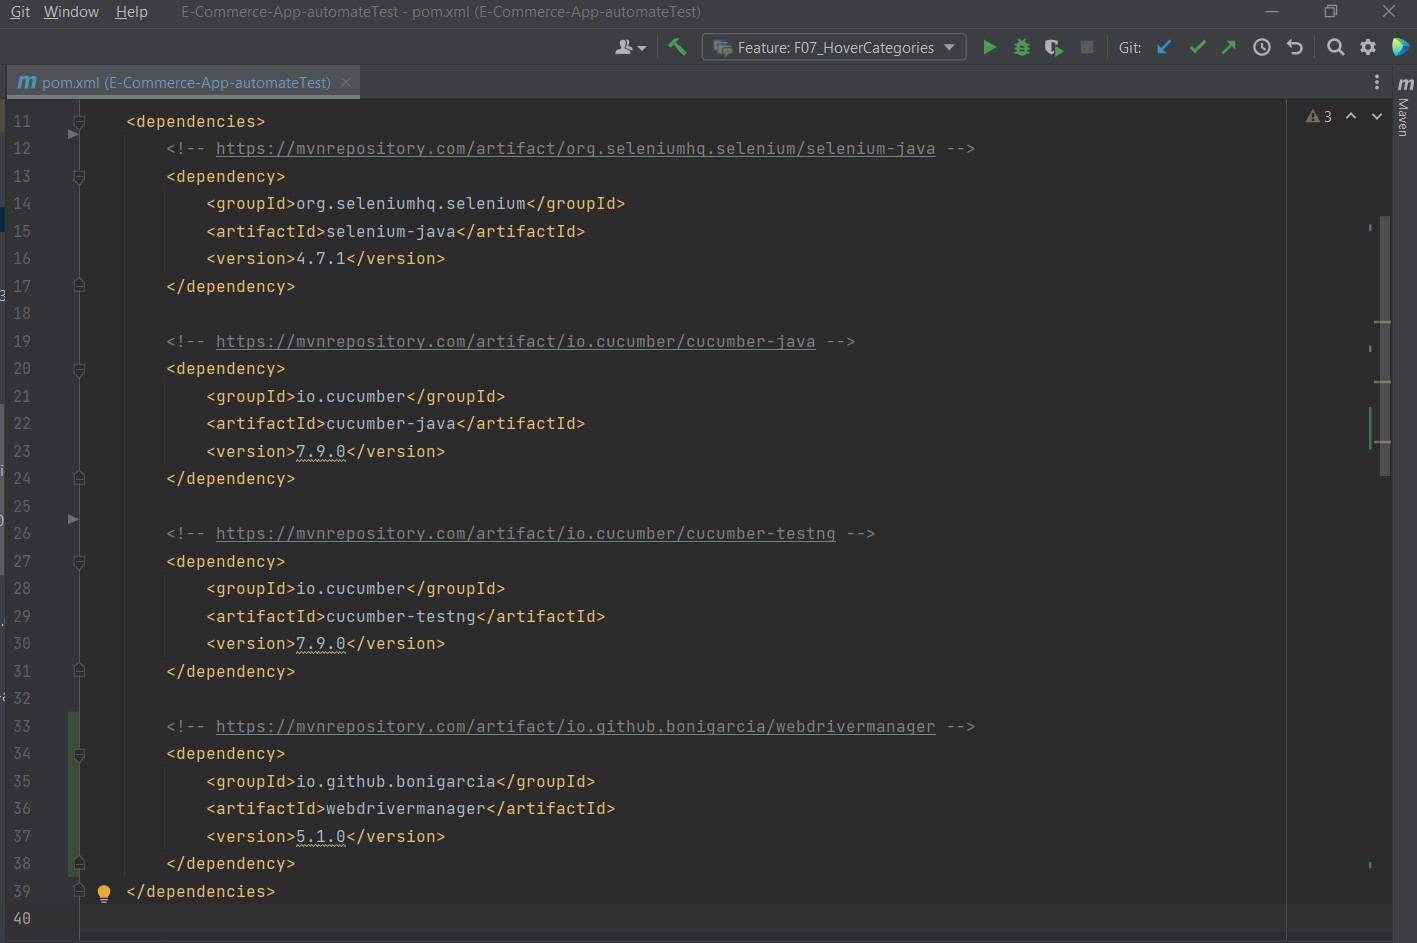 Git Window Help E-Commerce-App-automateTest - pom.xml (E-Commerce-App-automateTest)
Feature: F07_HoverCategories Git:
m pom.xml (E-Commerce-App-automateTest)
m Maven
3
11 <dependencies>
12 <!-- https://mvnrepository.com/artifact/org.seleniumhq.selenium/selenium-java -->
13 <dependency>
14 <groupId>org.seleniumhq.selenium</groupId>
15 <artifactId>selenium-java</artifactId>
16 <version>4.7.1</version>
17 </dependency>
18
19 <!-- https://mvnrepository.com/artifact/io.cucumber/cucumber-java -->
20 <dependency>
21 <groupId>io.cucumber</groupId>
22 <artifactId>cucumber-java</artifactId>
23 <version>7.9.0</version>
24 </dependency>
25
26 <!-- https://mvnrepository.com/artifact/io.cucumber/cucumber-testng -->
27 <dependency>
28 <groupId>io.cucumber</groupId>
29 <artifactId>cucumber-testng</artifactId>
30 <version>7.9.0</version>
31 </dependency>
32
33 <!-- https://mvnrepository.com/artifact/io.github.bonigarcia/webdrivermanager -->
34 <dependency>
35 <groupId>io.github.bonigarcia</groupId>
36 <artifactId>webdrivermanager</artifactId>
37 <version>5.1.0</version>
38 </dependency>
39 </dependencies>
40